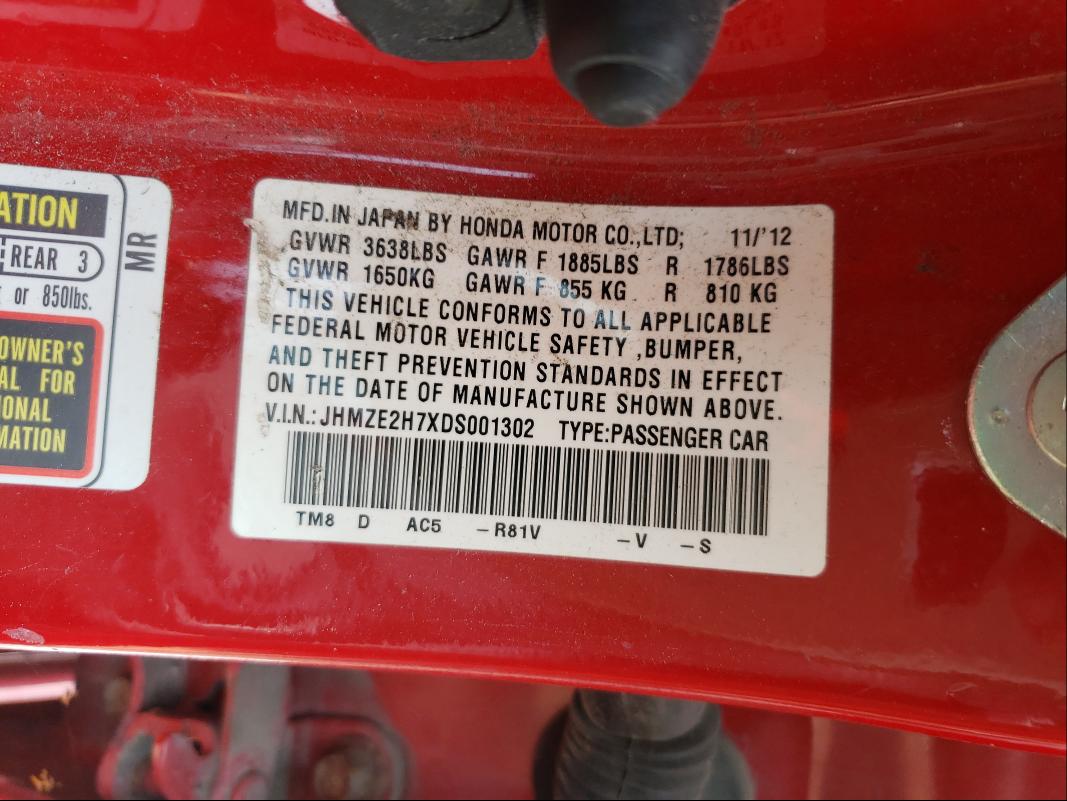 ATION
REAR 3
or 850lbs.
OWNER'S
AL FOR
IONAL
MATION
MR
MFD.IN JAPAN BY HONDA MOTOR CO.,LTD; 11/'12
GVWR 3638LBS GAWR F 1885LBS R 1786LBS
GVWR 1650KG GAWR F 855 KG R 810 KG
THIS VEHICLE CONFORMS TO ALL APPLICABLE
FEDERAL MOTOR VEHICLE SAFETY ,BUMPER,
AND THEFT PREVENTION STANDARDS IN EFFECT
ON THE DATE OF MANUFACTURE SHOWN ABOVE.
V.I.N.: JHMZE2H7XDS001302 TYPE:PASSENGER CAR
TM8 D AC5 –R81V –V –S